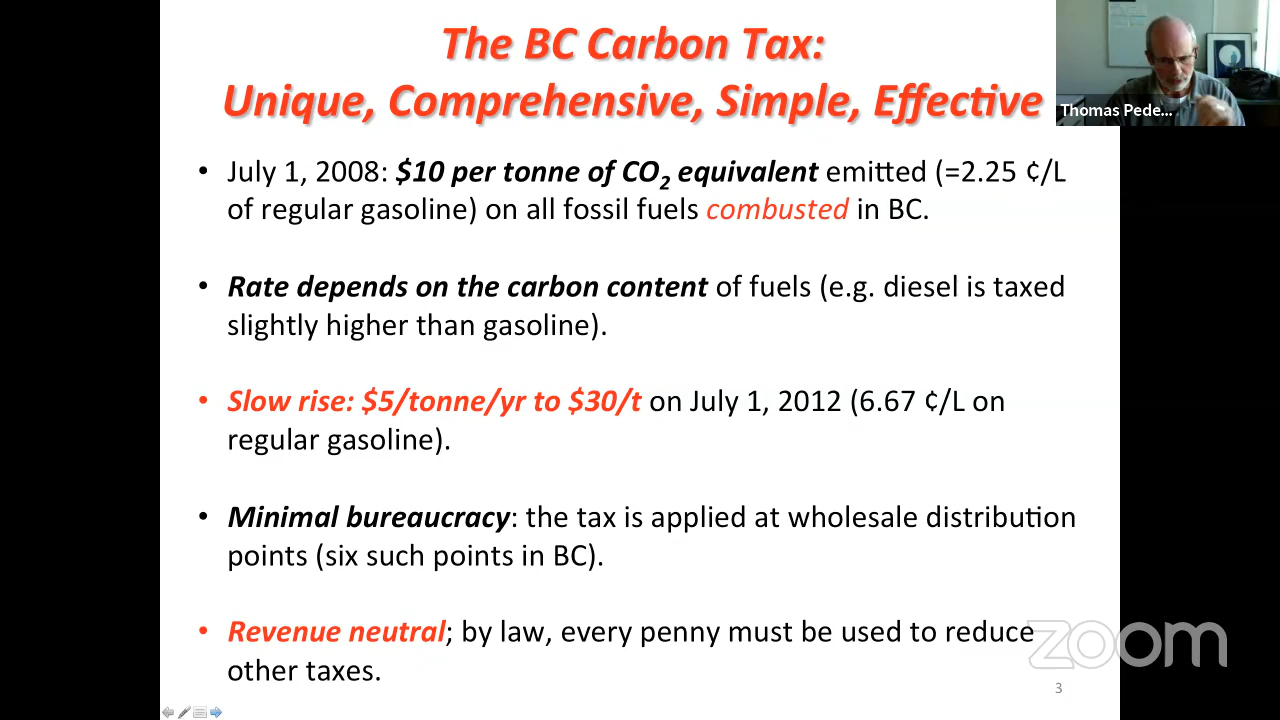 The BC Carbon Tax:
Unique, Comprehensive, Simple, Effective
Thomas Pede...
• July 1, 2008: $10 per tonne of CO2 equivalent emitted (=2.25 ¢/L
of regular gasoline) on all fossil fuels combusted in BC.
• Rate depends on the carbon content of fuels (e.g. diesel is taxed
slightly higher than gasoline).
• Slow rise: $5/tonne/yr to $30/t on July 1, 2012 (6.67 ¢/L on
regular gasoline).
• Minimal bureaucracy: the tax is applied at wholesale distribution
points (six such points in BC).
• Revenue neutral; by law, every penny must be used to reduce
other taxes.
zoom
3